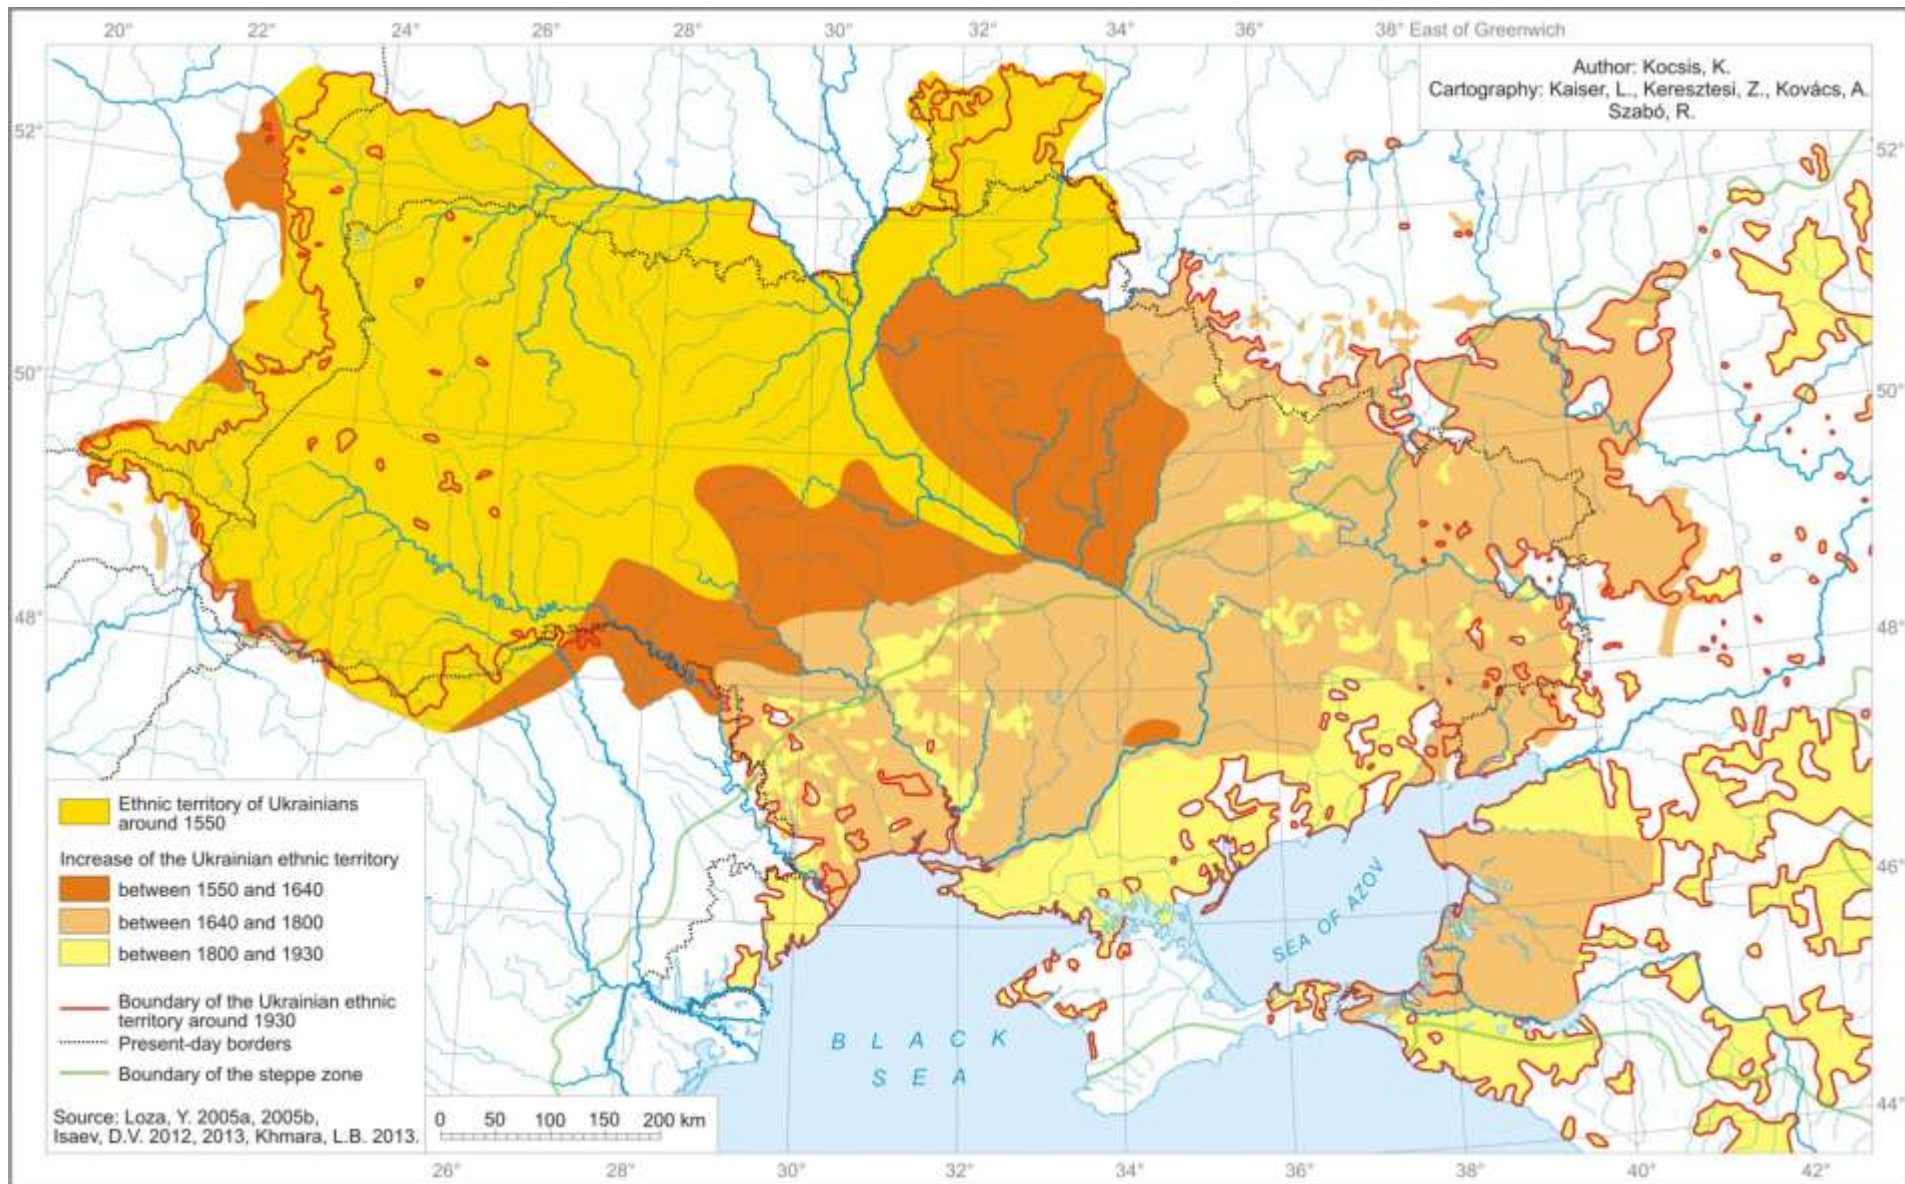 20° 22° 24° 26° 28° 30° 32° 34° 36° 38° East of Greenwich
Author: Kocsis, K.
Cartography: Kaiser, L., Keresztesi, Z., Kovács, A.
Szabó, R.
52° 52°
50° 50°
48° 48°
46°
44°
SEA OF AZOV
BLACK
SEA
Ethnic territory of Ukrainians
around 1550
Increase of the Ukrainian ethnic territory
between 1550 and 1640
between 1640 and 1800
between 1800 and 1930
Boundary of the Ukrainian ethnic
territory around 1930
Present-day borders
Boundary of the steppe zone
Source: Loza, Y. 2005a, 2005b,
Isaev, D.V. 2012, 2013, Khmara, L.B. 2013.
0 50 100 150 200 km
26° 28° 30° 32° 34° 36° 38° 40° 42°